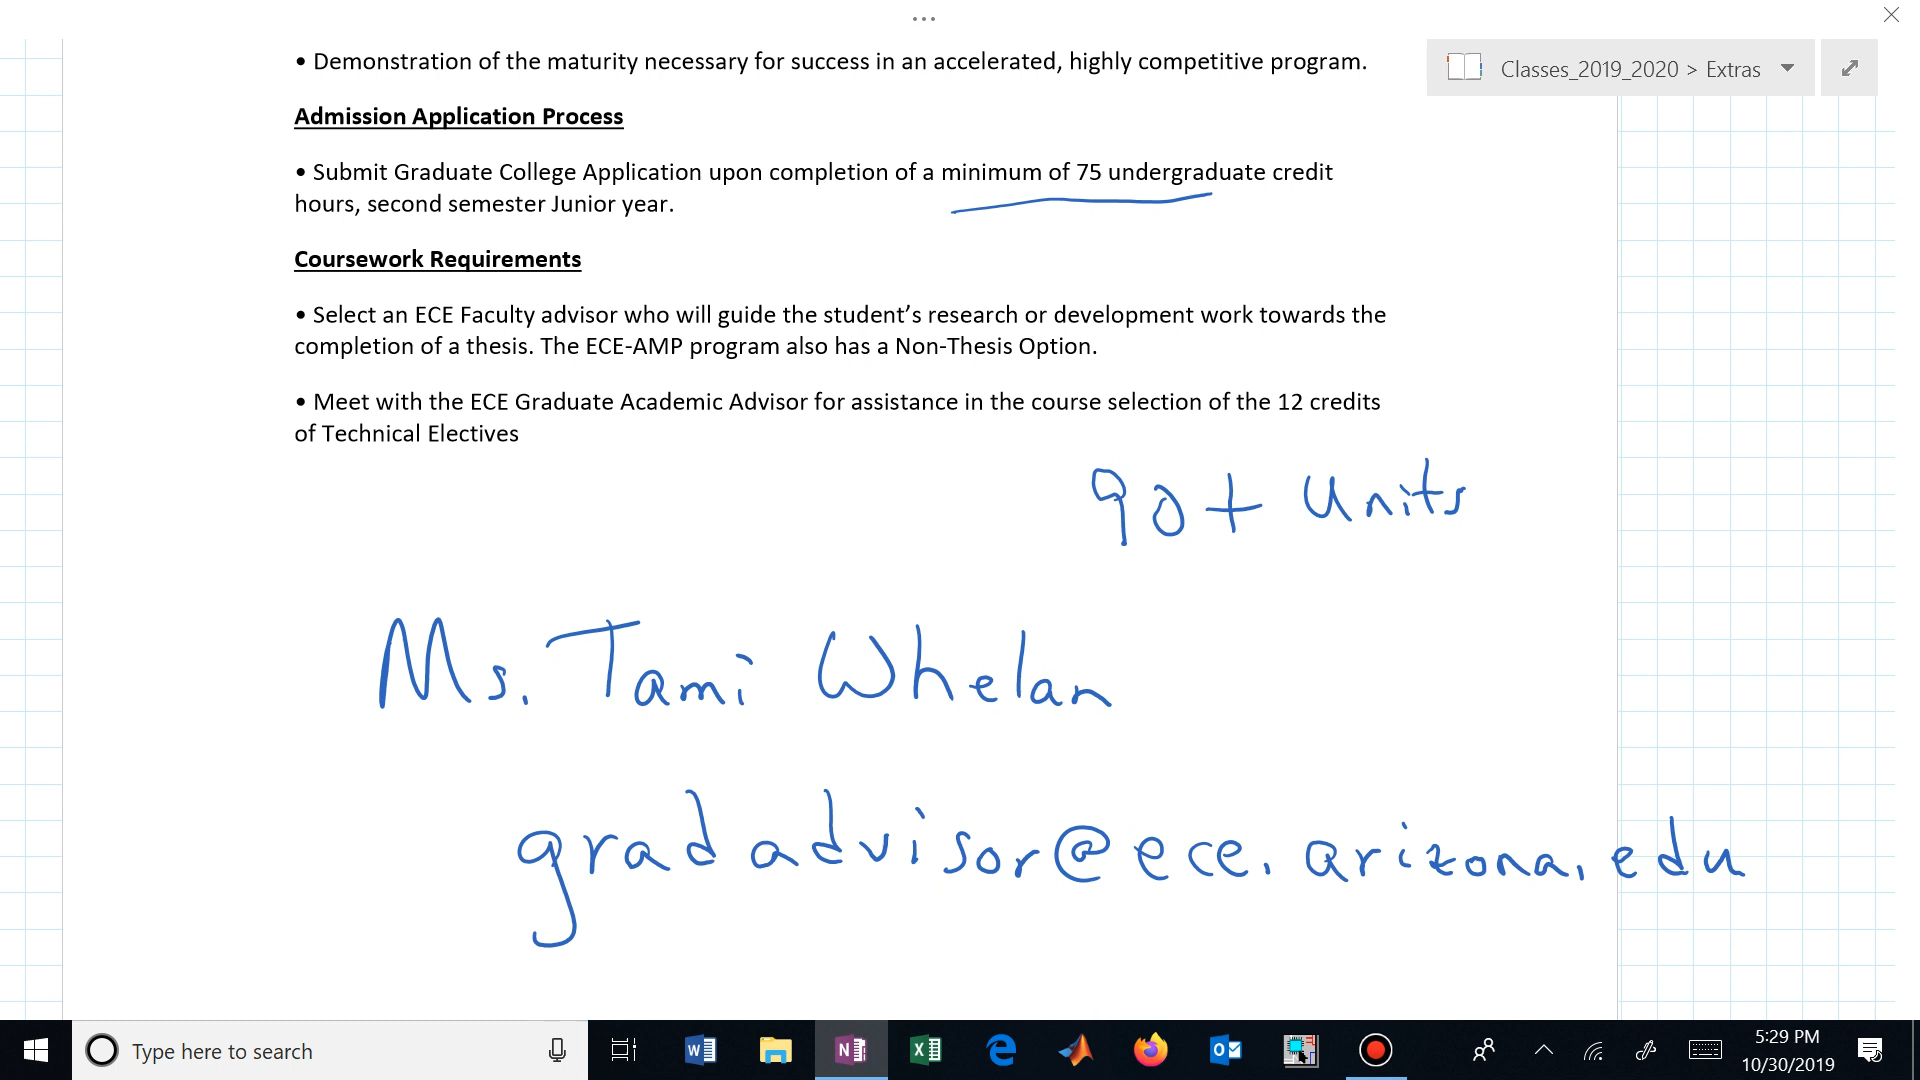 • Demonstration of the maturity necessary for success in an accelerated, highly competitive program.
Classes_2019_2020 > Extras
Admission Application Process
• Submit Graduate College Application upon completion of a minimum of 75 undergraduate credit
hours, second semester Junior year.
Coursework Requirements
• Select an ECE Faculty advisor who will guide the student’s research or development work towards the
completion of a thesis. The ECE-AMP program also has a Non-Thesis Option.
• Meet with the ECE Graduate Academic Advisor for assistance in the course selection of the 12 credits
of Technical Electives
90+ Units
Ms. Tami Whelan
gradadvisor@ece.arizona.edu
Type here to search
5:29 PM
10/30/2019